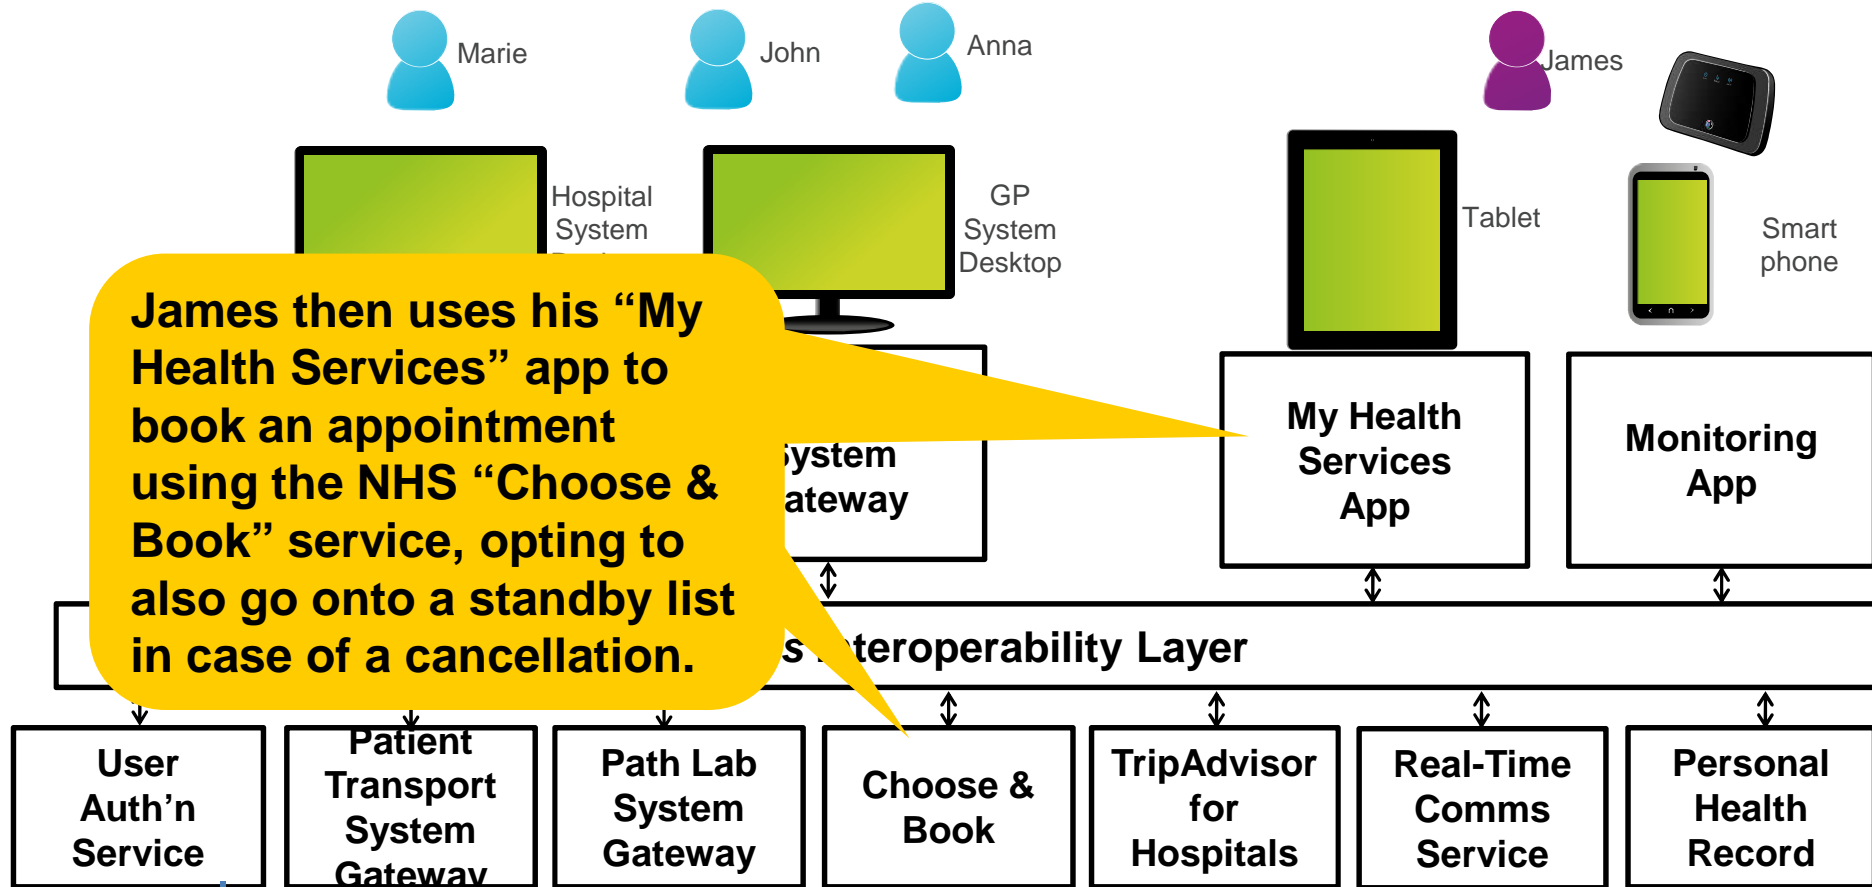 Marie
John
Anna
James
Hospital
System
GP
System
Desktop
Tablet
Smart
phone
James then uses his “My
Health Services” app to
book an appointment
using the NHS “Choose &
Book” service, opting to
also go onto a standby list
in case of a cancellation.
System
Gateway
My Health
Services
App
Monitoring
App
Interoperability Layer
User
Auth’n
Service
Patient
Transport
System
Gateway
Path Lab
System
Gateway
Choose &
Book
TripAdvisor
for
Hospitals
Real-Time
Comms
Service
Personal
Health
Record